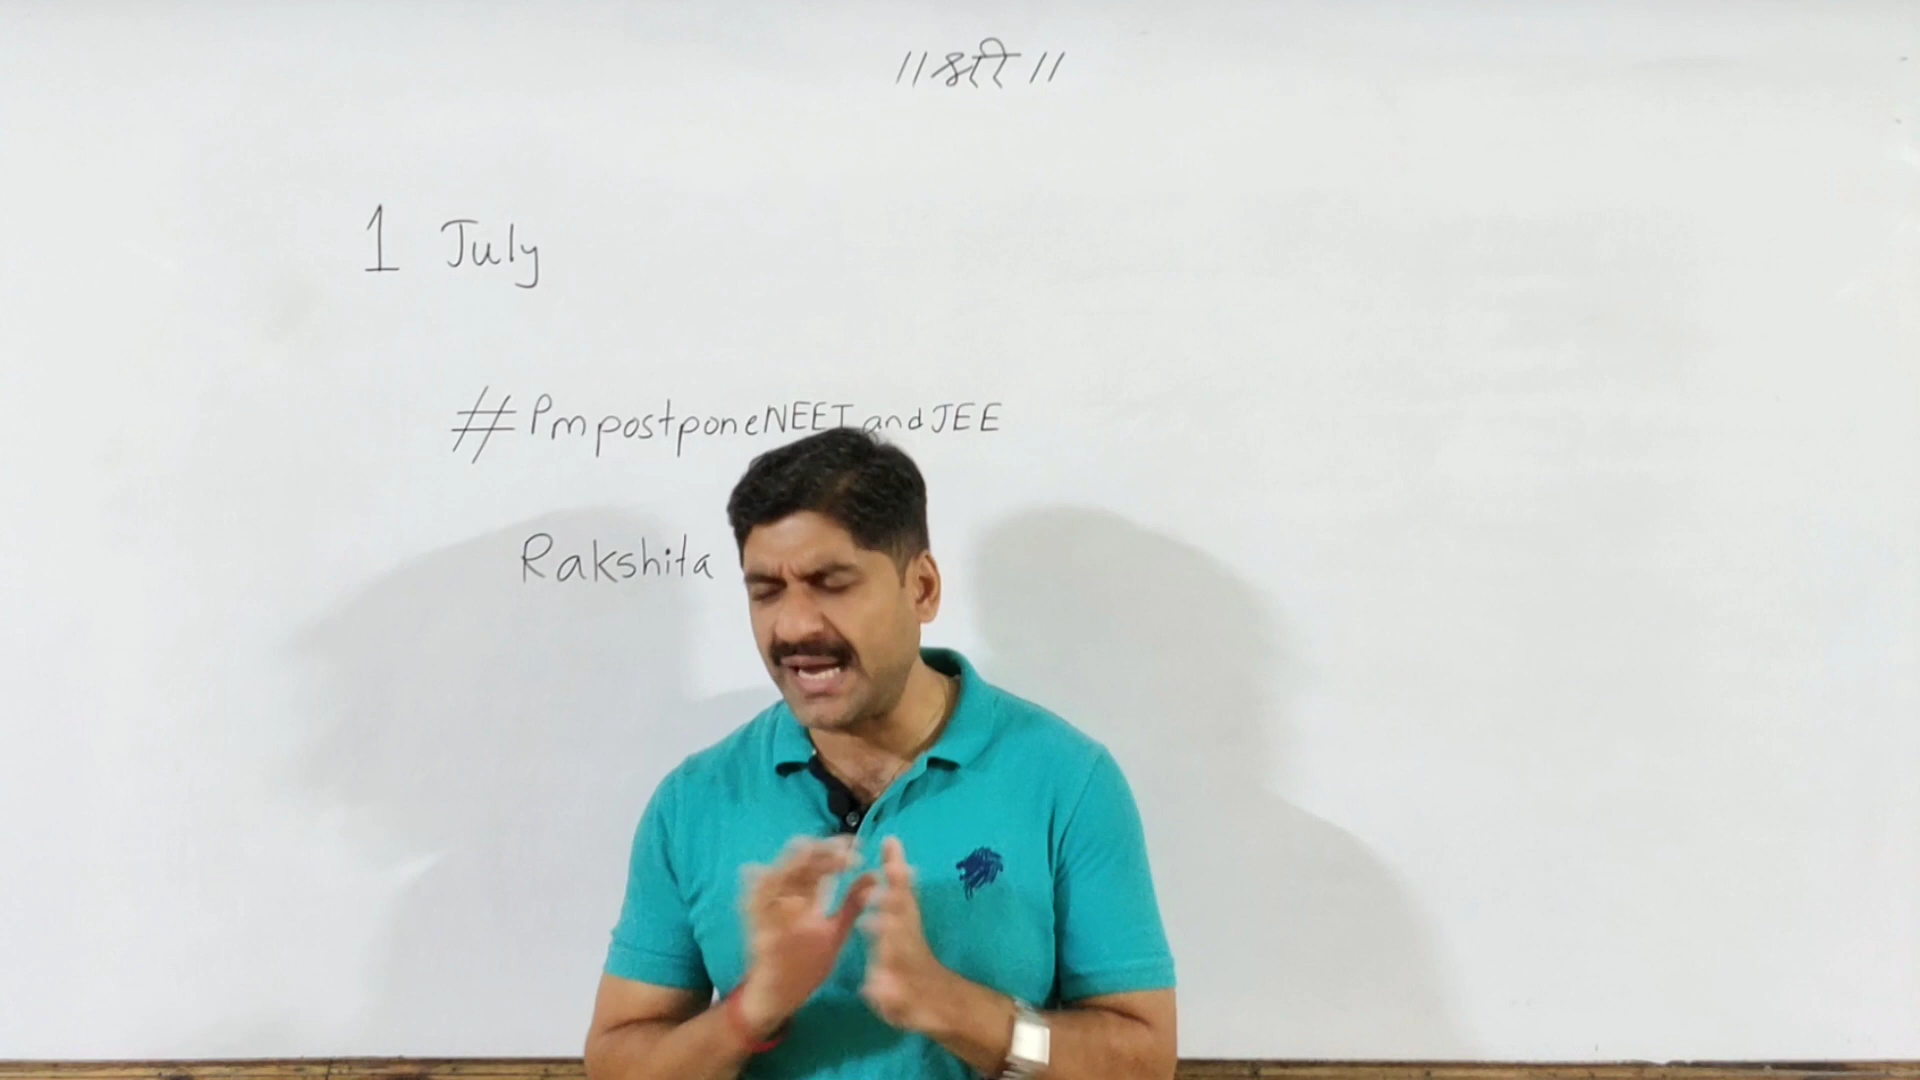 ॥ श्री ॥
1 July
#PmpostponeNEETandJEE
Rakshita